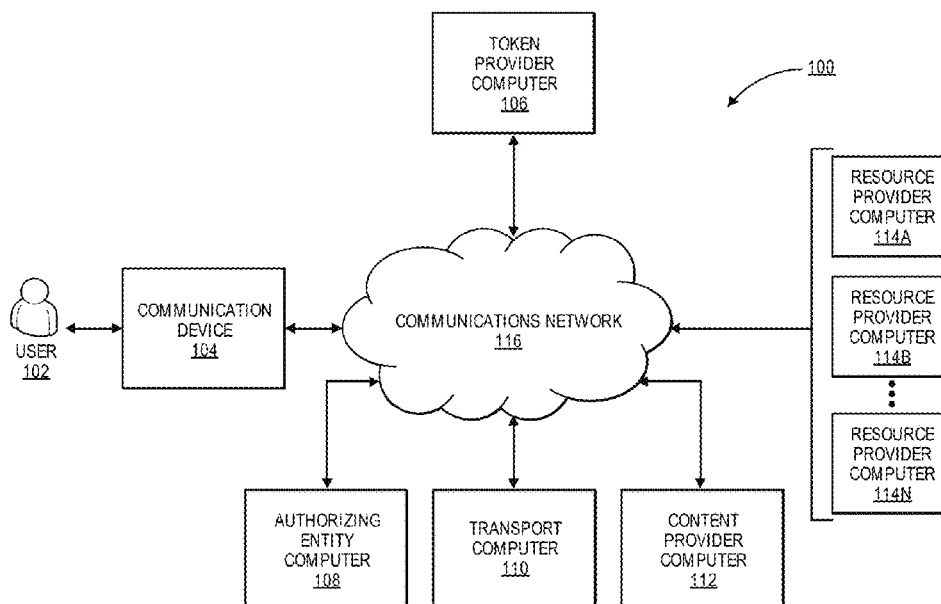 TOKEN
PROVIDER
COMPUTER
106
100
RESOURCE
PROVIDER
COMPUTER
114A
RESOURCE
PROVIDER
COMPUTER
114B
RESOURCE
PROVIDER
COMPUTER
114N
USER
102
COMMUNICATION
DEVICE
104
COMMUNICATIONS NETWORK
116
AUTHORIZING
ENTITY
COMPUTER
108
TRANSPORT
COMPUTER
110
CONTENT
PROVIDER
COMPUTER
112